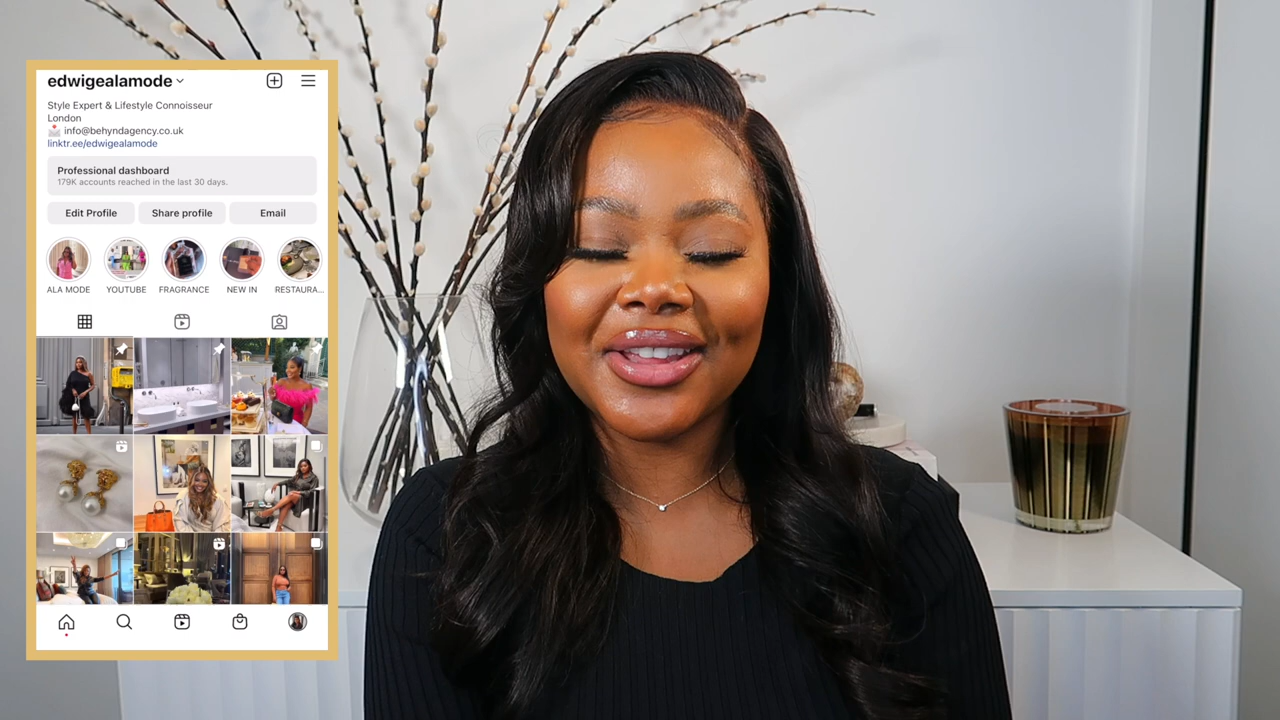 edwigealamode
Style Expert & Lifestyle Connoisseur
London
info@behyndagency.co.uk
linktr.ee/edwigealamode
Professional dashboard
179K accounts reached in the last 30 days.
Edit Profile Share profile Email
ALA MODE YOUTUBE FRAGRANCE NEW IN RESTAURA...